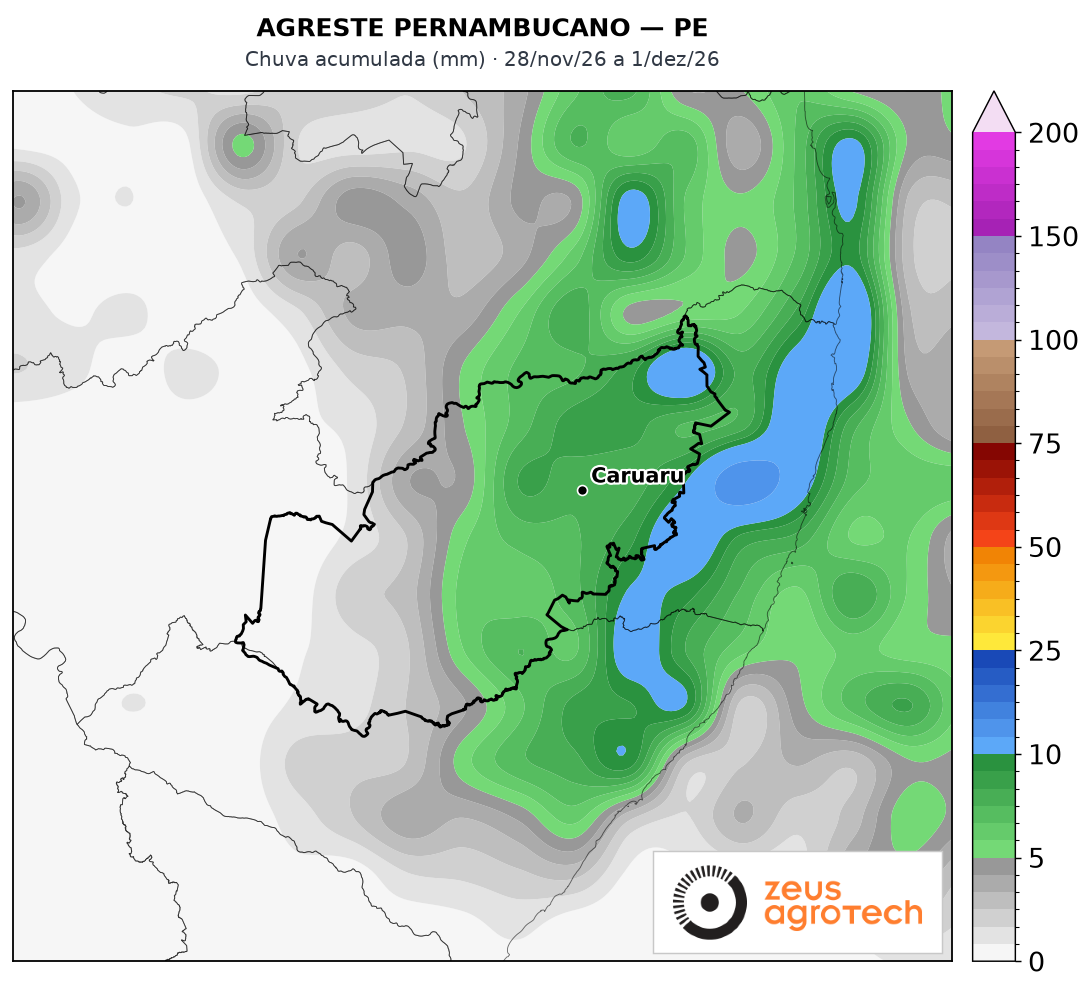 AGRESTE PERNAMBUCANO — PE
Chuva acumulada (mm) · 28/nov/26 a 1/dez/26
200
150
100
75
50
25
10
5
0
Caruaru
zeus
agrotech